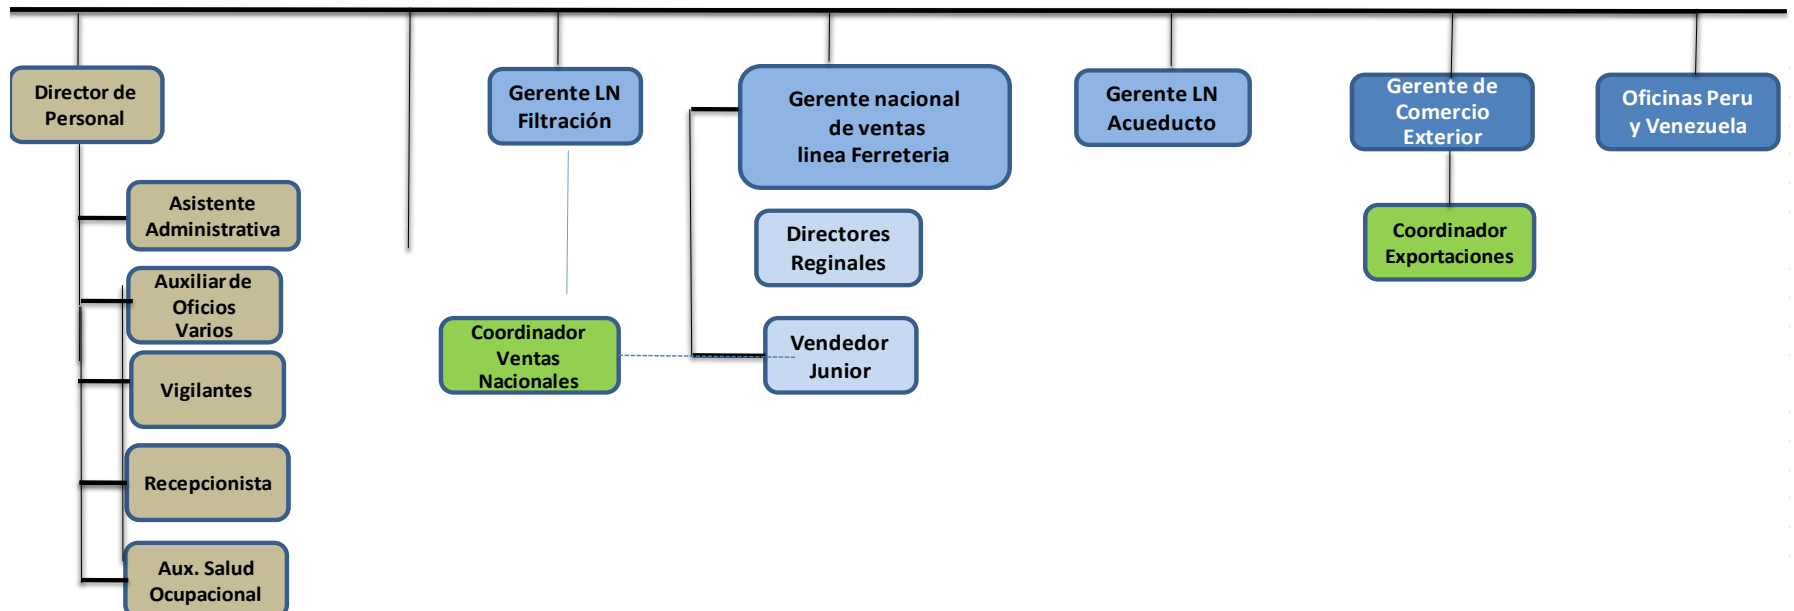 Director de
Personal
Asistente
Administrativa
Auxiliar de
Oficios
Varios
Vigilantes
Recepcionista
Aux. Salud
Ocupacional
Gerente LN
Filtración
Coordinador
Ventas
Nacionales
Gerente nacional
de ventas
linea Ferreteria
Directores
Reginales
Vendedor
Junior
Gerente LN
Acueducto
Gerente de
Comercio
Exterior
Coordinador
Exportaciones
Oficinas Peru
y Venezuela